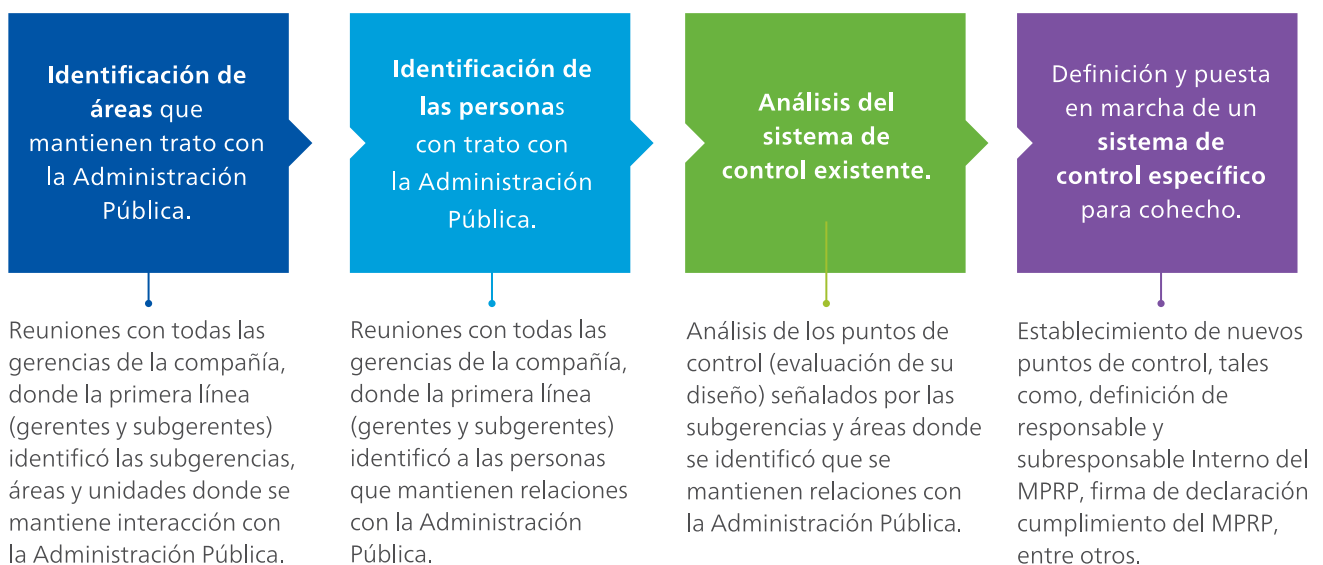 Identificación de
áreas que
mantienen trato con
la Administración
Pública.
Reuniones con todas las
gerencias de la compañía,
donde la primera línea
(gerentes y subgerentes)
identificó las subgerencias,
áreas y unidades donde se
mantiene interacción con
la Administración Pública.
Identificación de
las personas
con trato con
la Administración
Pública.
Reuniones con todas las
gerencias de la compañía,
donde la primera línea
(gerentes y subgerentes)
identificó a las personas
que mantienen relaciones
con la Administración
Pública.
Análisis del
sistema de
control existente.
Análisis de los puntos de
control (evaluación de su
diseño) señalados por las
subgerencias y áreas donde
se identificó que se
mantienen relaciones con
la Administración Pública.
Definición y puesta
en marcha de un
sistema de
control específico
para cohecho.
Establecimiento de nuevos
puntos de control, tales
como, definición de
responsable y
subresponsable Interno del
MPRP, firma de declaración
cumplimiento del MPRP,
entre otros.